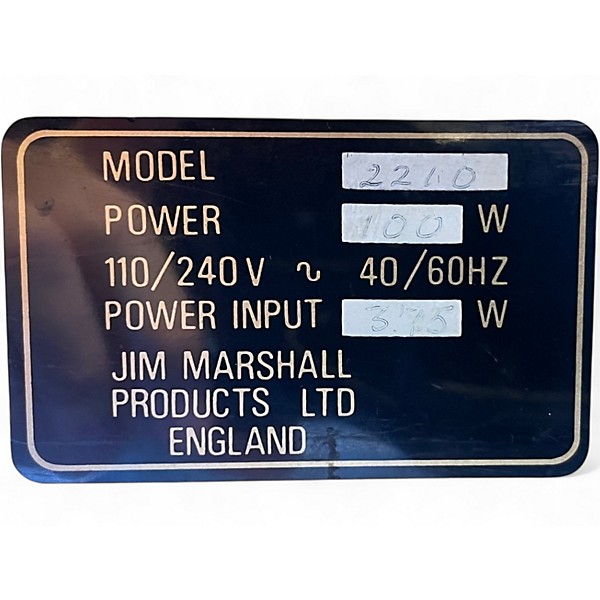 MODEL 2210
POWER 100 W
110/240V ~ 40/60HZ
POWER INPUT 375 W
JIM MARSHALL
PRODUCTS LTD
ENGLAND